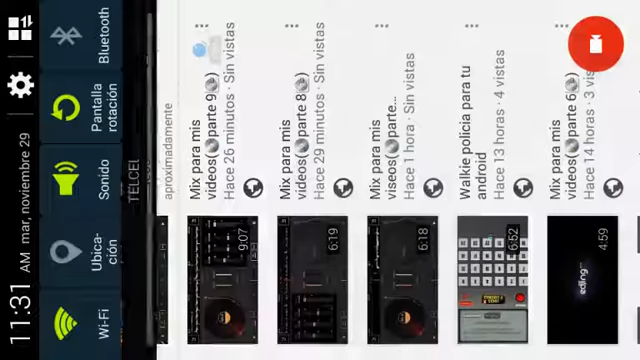 11:31 AM mar, noviembre 29
Wi-Fi
Ubica-
ción
Sonido
Pantalla
rotación
Bluetooth
TELCEL
aproximadamente
9:07
Mix para mis
videos( parte 9( )
Hace 26 minutos · Sin vistas
6:19
Mix para mis
videos( parte 8( )
Hace 29 minutos · Sin vistas
6:18
Mix para mis
viseos( parte...
Hace 1 hora · Sin vistas
6:52
Walkie policia para tu
android
Hace 13 horas · 4 vistas
4:59
Mix para mis
videos( parte 6( )
Hace 14 horas · 3 vis